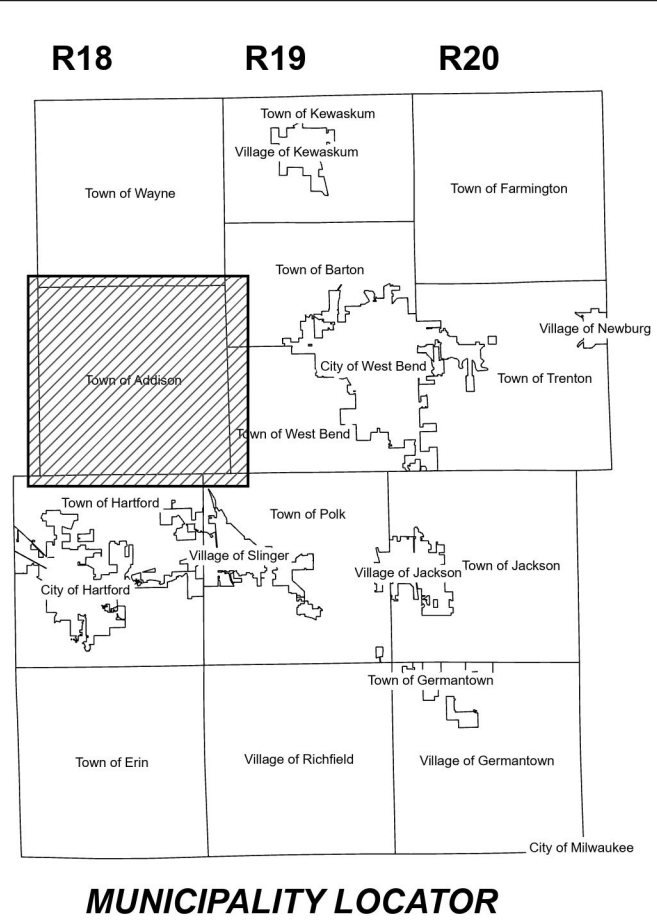 R18 R19 R20
Town of Kewaskum
Village of Kewaskum
Town of Wayne
Town of Farmington
Town of Barton
Village of Newburg
City of West Bend
Town of Addison
Town of Trenton
Town of West Bend
Town of Hartford
Town of Polk
Village of Slinger
Town of Jackson
Village of Jackson
City of Hartford
Town of Germantown
Town of Erin
Village of Richfield
Village of Germantown
City of Milwaukee
MUNICIPALITY LOCATOR